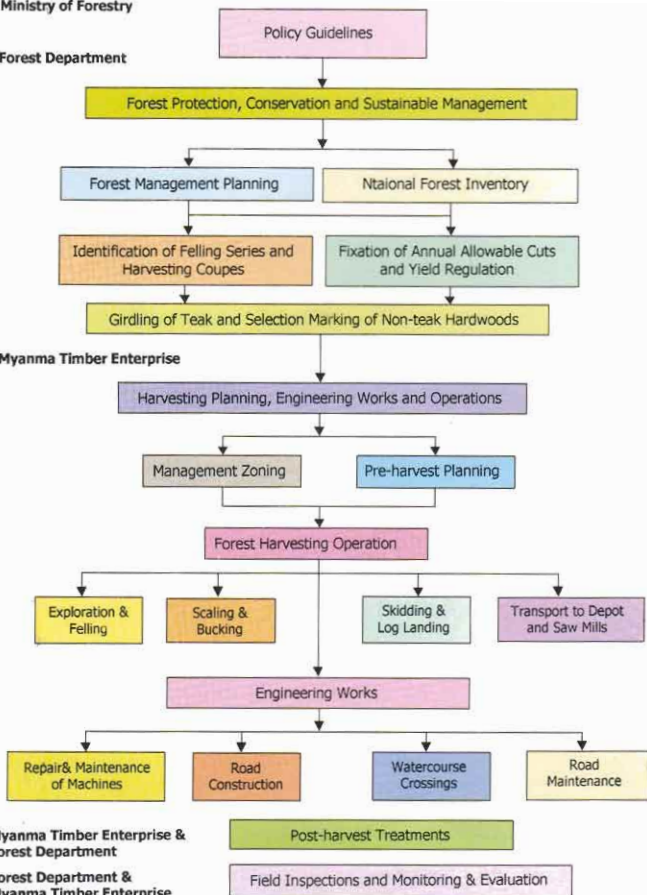 Ministry of Forestry
Policy Guidelines
Forest Department
Forest Protection, Conservation and Sustainable Management
Forest Management Planning
Ntaional Forest Inventory
Identification of Felling Series and
Harvesting Coupes
Fixation of Annual Allowable Cuts
and Yield Regulation
Girdling of Teak and Selection Marking of Non-teak Hardwoods
Myanma Timber Enterprise
Harvesting Planning, Engineering Works and Operations
Management Zoning
Pre-harvest Planning
Forest Harvesting Operation
Exploration &
Felling
Scaling &
Bucking
Skidding &
Log Landing
Transport to Depot
and Saw Mills
Engineering Works
Repair& Maintenance
of Machines
Road
Construction
Watercourse
Crossings
Road
Maintenance
yanma Timber Enterprise &
orest Department
Post-harvest Treatments
orest Department &
yanma Timber Enterprise
Field Inspections and Monitoring & Evaluation